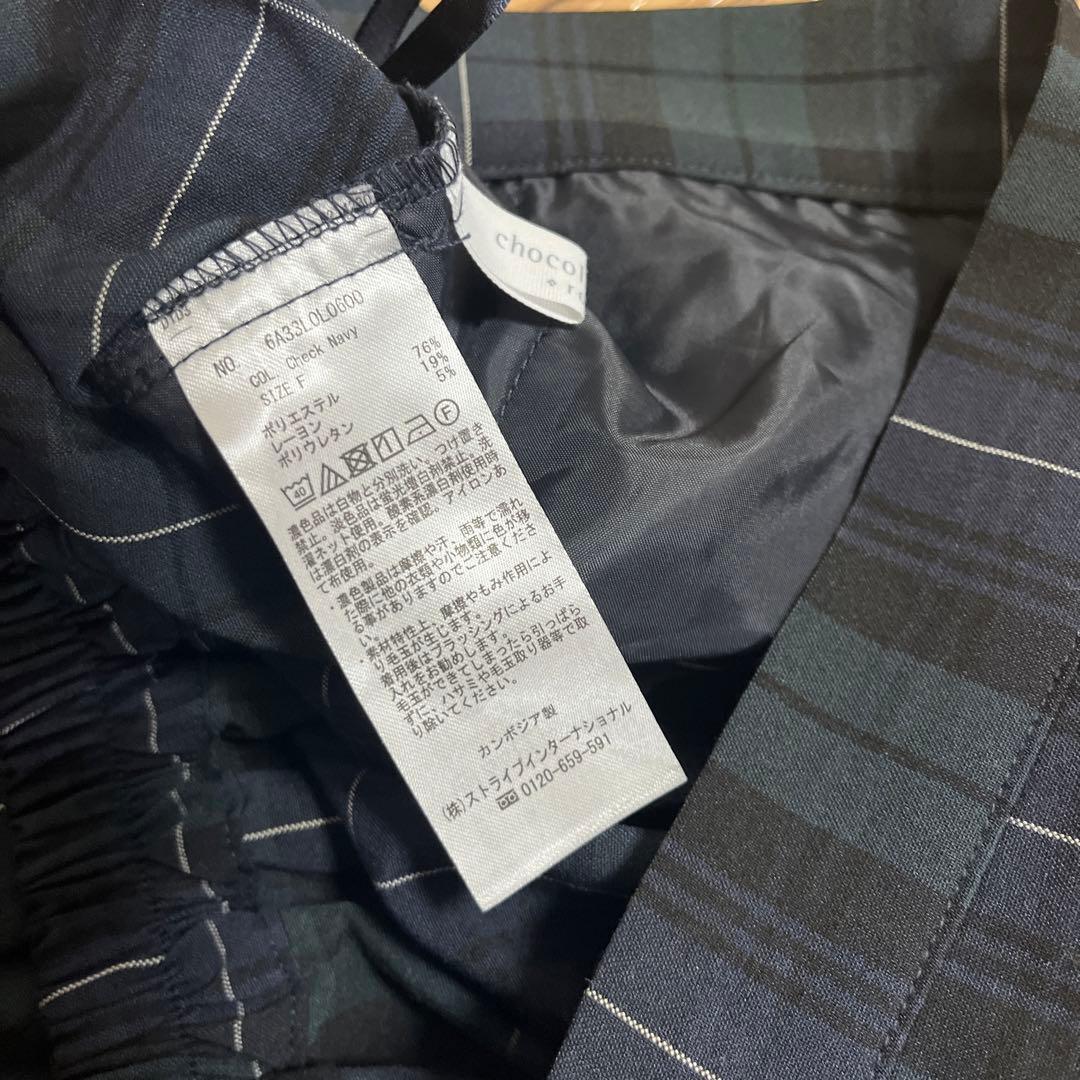 chocol
NO. 6A33L0L0600
COL. Check Navy
SIZE F
ポリエステル 76%
レーヨン 19%
ポリウレタン 5%
40
F
濃色品は白物と分別洗い、つけ置き
禁止。淡色品は蛍光増白剤禁止。洗
濯ネット使用。酸素系漂白剤使用時
は漂白剤の表示を確認。アイロンあ
て布使用。
・濃色製品は摩擦や汗、雨等で濡れ
た際に他の衣類や小物類に色が移
る事がありますのでご注意くださ
い。
・素材特性上、摩擦やもみ作用によ
り毛玉が生じます。
着用後はブラッシングによるお手
入れをお勧めします。
毛玉ができてしまったら引っぱら
ずに、ハサミや毛玉取り器等で取
り除いてください。
カンボジア製
(株)ストライプインターナショナル
0120-659-591